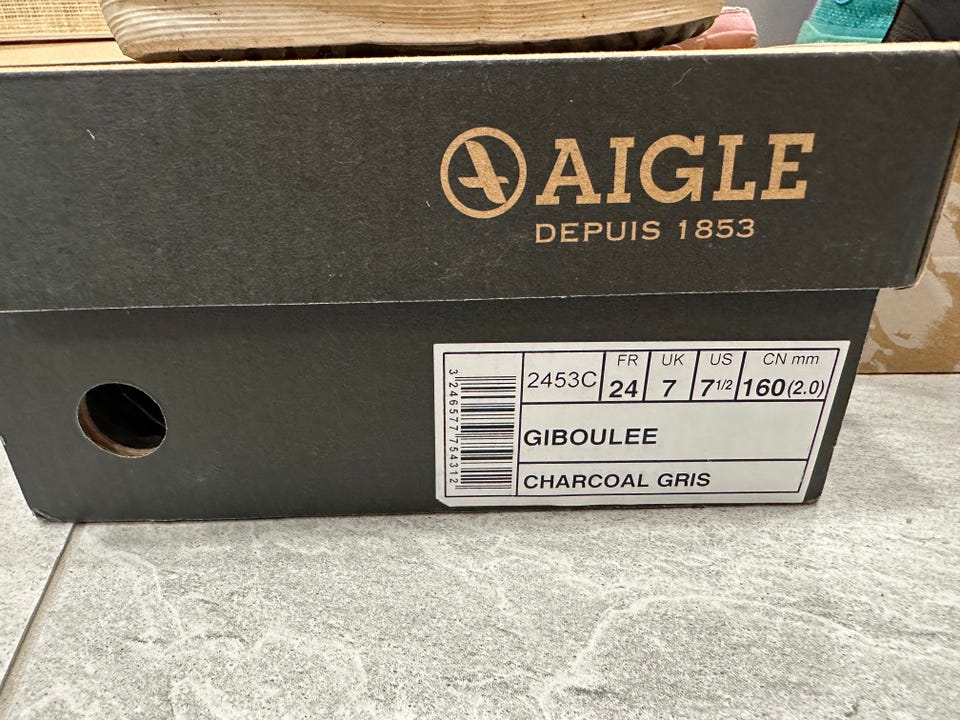 AIGLE
DEPUIS 1853
2453C FR 24 UK 7 US 7 1/2 CN mm 160 (2.0)
GIBOULEE
CHARCOAL GRIS
3 246577 754312